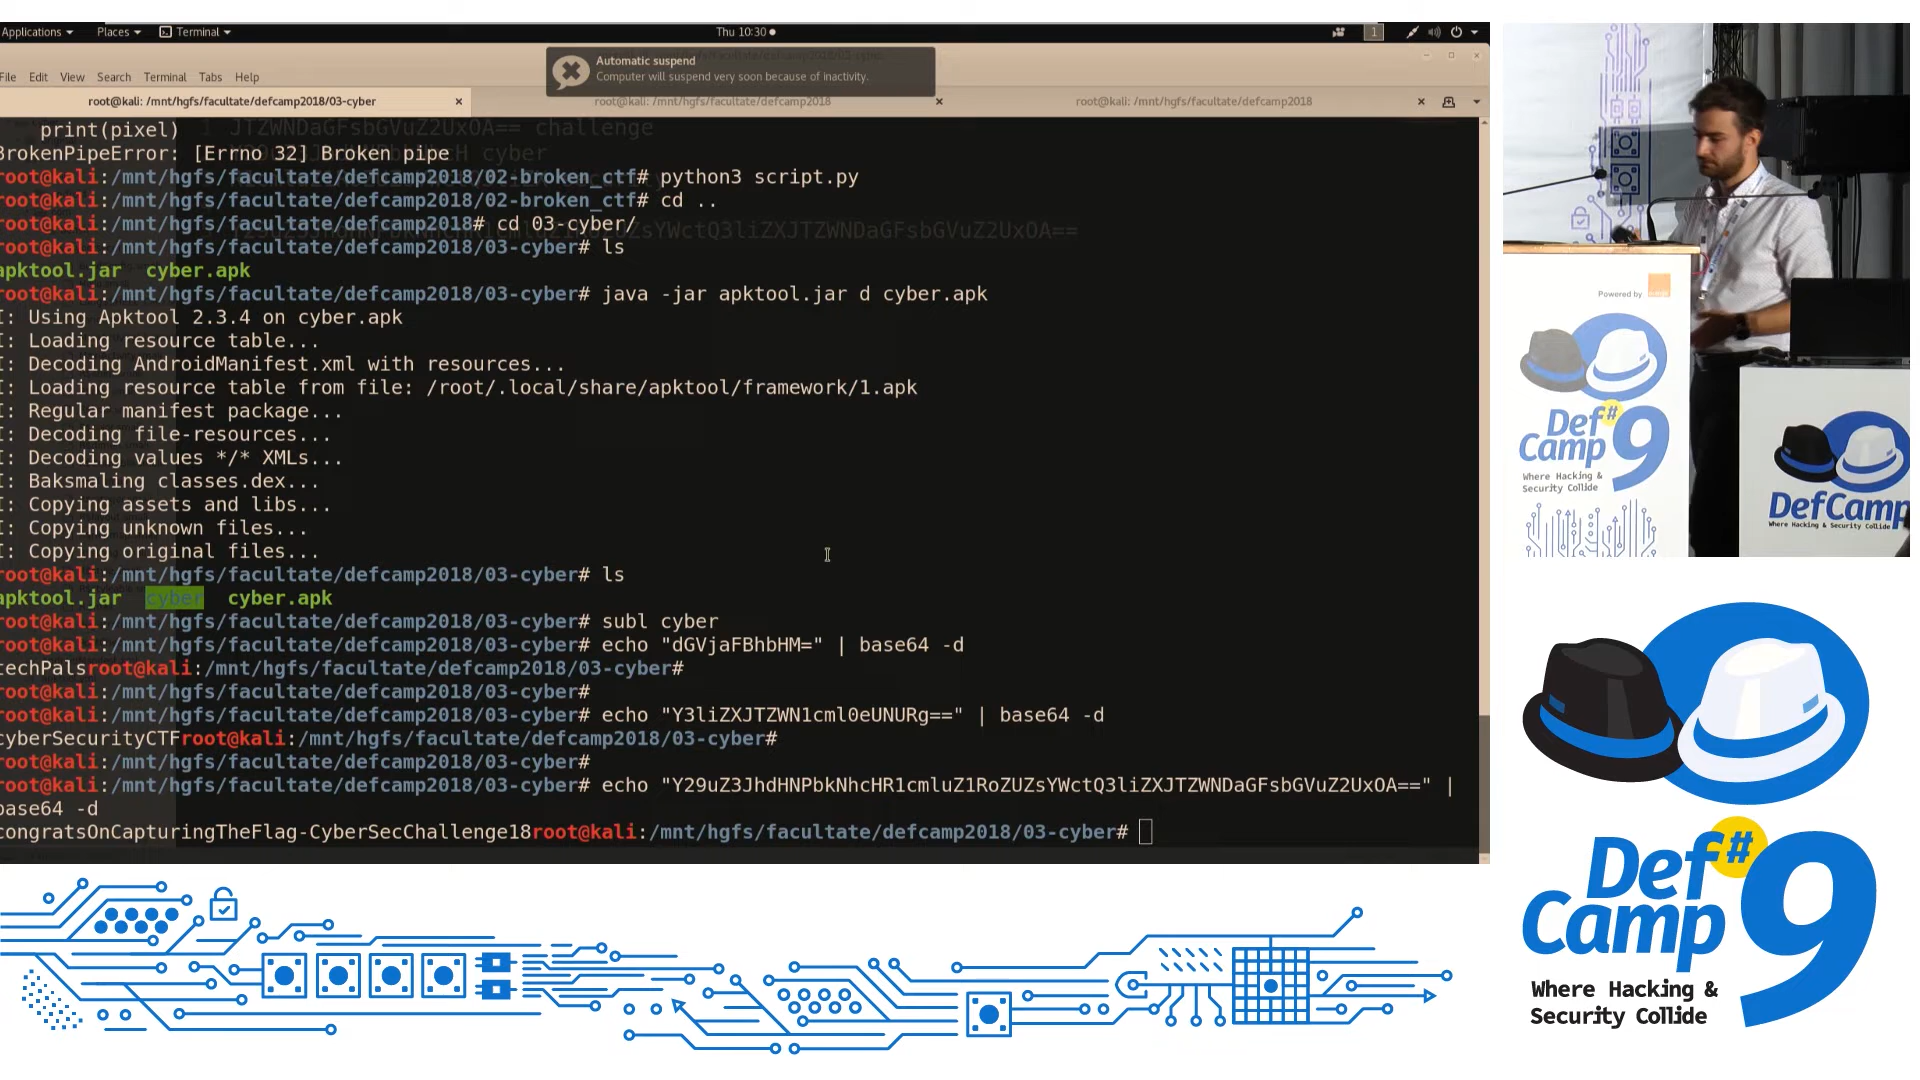 Applications Places Terminal Thu 10:30 1
Automatic suspend
Computer will suspend very soon because of inactivity.
File Edit View Search Terminal Tabs Help
root@kali: /mnt/hgfs/facultate/defcamp2018/03-cyber root@kali: /mnt/hgfs/facultate/defcamp2018 root@kali: /mnt/hgfs/facultate/defcamp2018
print(pixel)
BrokenPipeError: [Errno 32] Broken pipe
root@kali:/mnt/hgfs/facultate/defcamp2018/02-broken_ctf# python3 script.py
root@kali:/mnt/hgfs/facultate/defcamp2018/02-broken_ctf# cd ..
root@kali:/mnt/hgfs/facultate/defcamp2018# cd 03-cyber/
root@kali:/mnt/hgfs/facultate/defcamp2018/03-cyber# ls
apktool.jar cyber.apk
root@kali:/mnt/hgfs/facultate/defcamp2018/03-cyber# java -jar apktool.jar d cyber.apk
I: Using Apktool 2.3.4 on cyber.apk
I: Loading resource table...
I: Decoding AndroidManifest.xml with resources...
I: Loading resource table from file: /root/.local/share/apktool/framework/1.apk
I: Regular manifest package...
I: Decoding file-resources...
I: Decoding values */* XMLs...
I: Baksmaling classes.dex...
I: Copying assets and libs...
I: Copying unknown files...
I: Copying original files...
root@kali:/mnt/hgfs/facultate/defcamp2018/03-cyber# ls
apktool.jar cyber cyber.apk
root@kali:/mnt/hgfs/facultate/defcamp2018/03-cyber# subl cyber
root@kali:/mnt/hgfs/facultate/defcamp2018/03-cyber# echo "dGVjaFBhbHM=" | base64 -d
techPalsroot@kali:/mnt/hgfs/facultate/defcamp2018/03-cyber#
root@kali:/mnt/hgfs/facultate/defcamp2018/03-cyber#
root@kali:/mnt/hgfs/facultate/defcamp2018/03-cyber# echo "Y3liZXJTZWN1cml0eUNURg==" | base64 -d
cyberSecurityCTFroot@kali:/mnt/hgfs/facultate/defcamp2018/03-cyber#
root@kali:/mnt/hgfs/facultate/defcamp2018/03-cyber#
root@kali:/mnt/hgfs/facultate/defcamp2018/03-cyber# echo "Y29uZ3JhdHNPbkNhcHR1cmluZ1RoZUZsYWctQ3liZXJTZWNDaGFsbGVuZ2UxOA==" |
base64 -d
congratsOnCapturingTheFlag-CyberSecChallenge18root@kali:/mnt/hgfs/facultate/defcamp2018/03-cyber#
Powered by
Def# Camp 9
Where Hacking &
Security Collide
DefCamp
Where Hacking & Security Collide
Def#
Camp 9
Where Hacking &
Security Collide